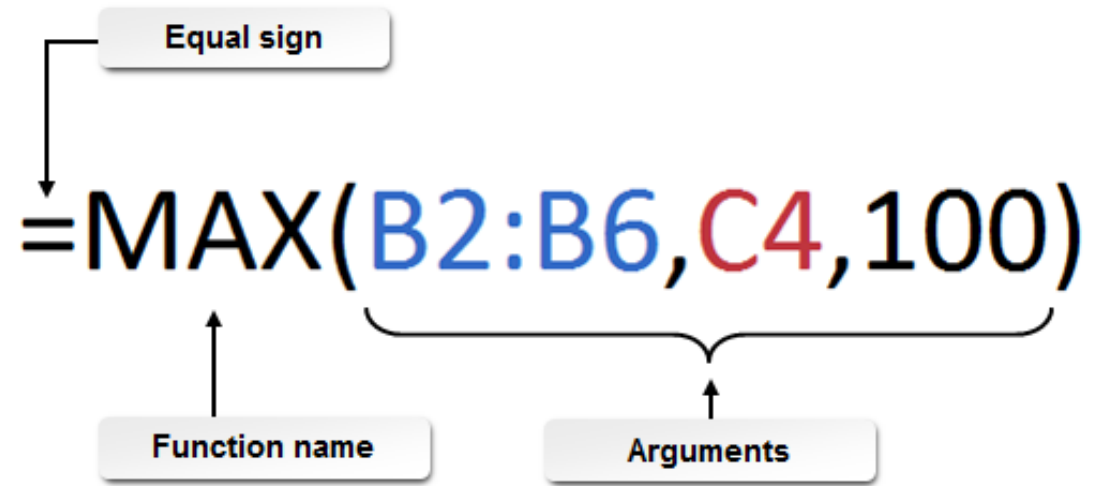 Equal sign
=MAX(B2:B6,C4,100)
Function name
Arguments